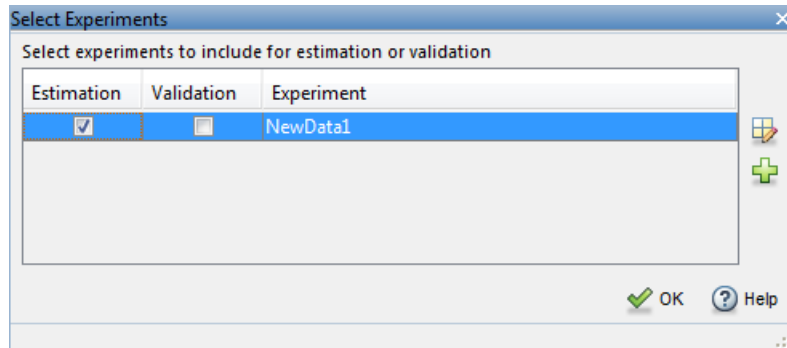 Select Experiments
Select experiments to include for estimation or validation
Estimation Validation Experiment
NewData1
OK Help